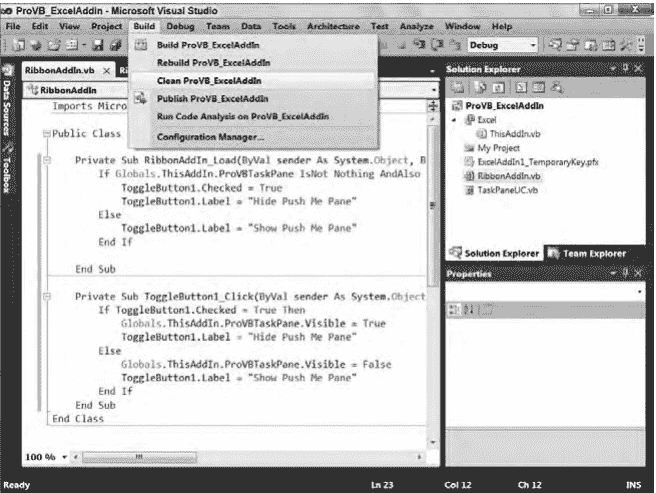 ProVB_ExcelAddIn - Microsoft Visual Studio
File Edit View Project Build Debug Team Data Tools Architecture Test Analyze Window Help
Debug
Build ProVB_ExcelAddIn
Rebuild ProVB_ExcelAddIn
Clean ProVB_ExcelAddIn
Publish ProVB_ExcelAddIn
Run Code Analysis on ProVB_ExcelAddIn
Configuration Manager...
Data Sources
Toolbox
RibbonAddIn.vb
RibbonAddIn
Imports Micro
Public Class
Private Sub RibbonAddIn_Load(ByVal sender As System.Object, B
If Globals.ThisAddIn.ProVBTaskPane IsNot Nothing AndAlso
ToggleButton1.Checked = True
ToggleButton1.Label = "Hide Push Me Pane"
Else
ToggleButton1.Label = "Show Push Me Pane"
End If
End Sub
Private Sub ToggleButton1_Click(ByVal sender As System.Object
If ToggleButton1.Checked = True Then
Globals.ThisAddIn.ProVBTaskPane.Visible = True
ToggleButton1.Label = "Hide Push Me Pane"
Else
Globals.ThisAddIn.ProVBTaskPane.Visible = False
ToggleButton1.Label = "Show Push Me Pane"
End If
End Sub
End Class
100 %
Solution Explorer
ProVB_ExcelAddIn
Excel
ThisAddIn.vb
My Project
ExcelAddIn1_TemporaryKey.pfx
RibbonAddIn.vb
TaskPaneUC.vb
Solution Explorer Team Explorer
Properties
Ready Ln 23 Col 12 Ch 12 INS